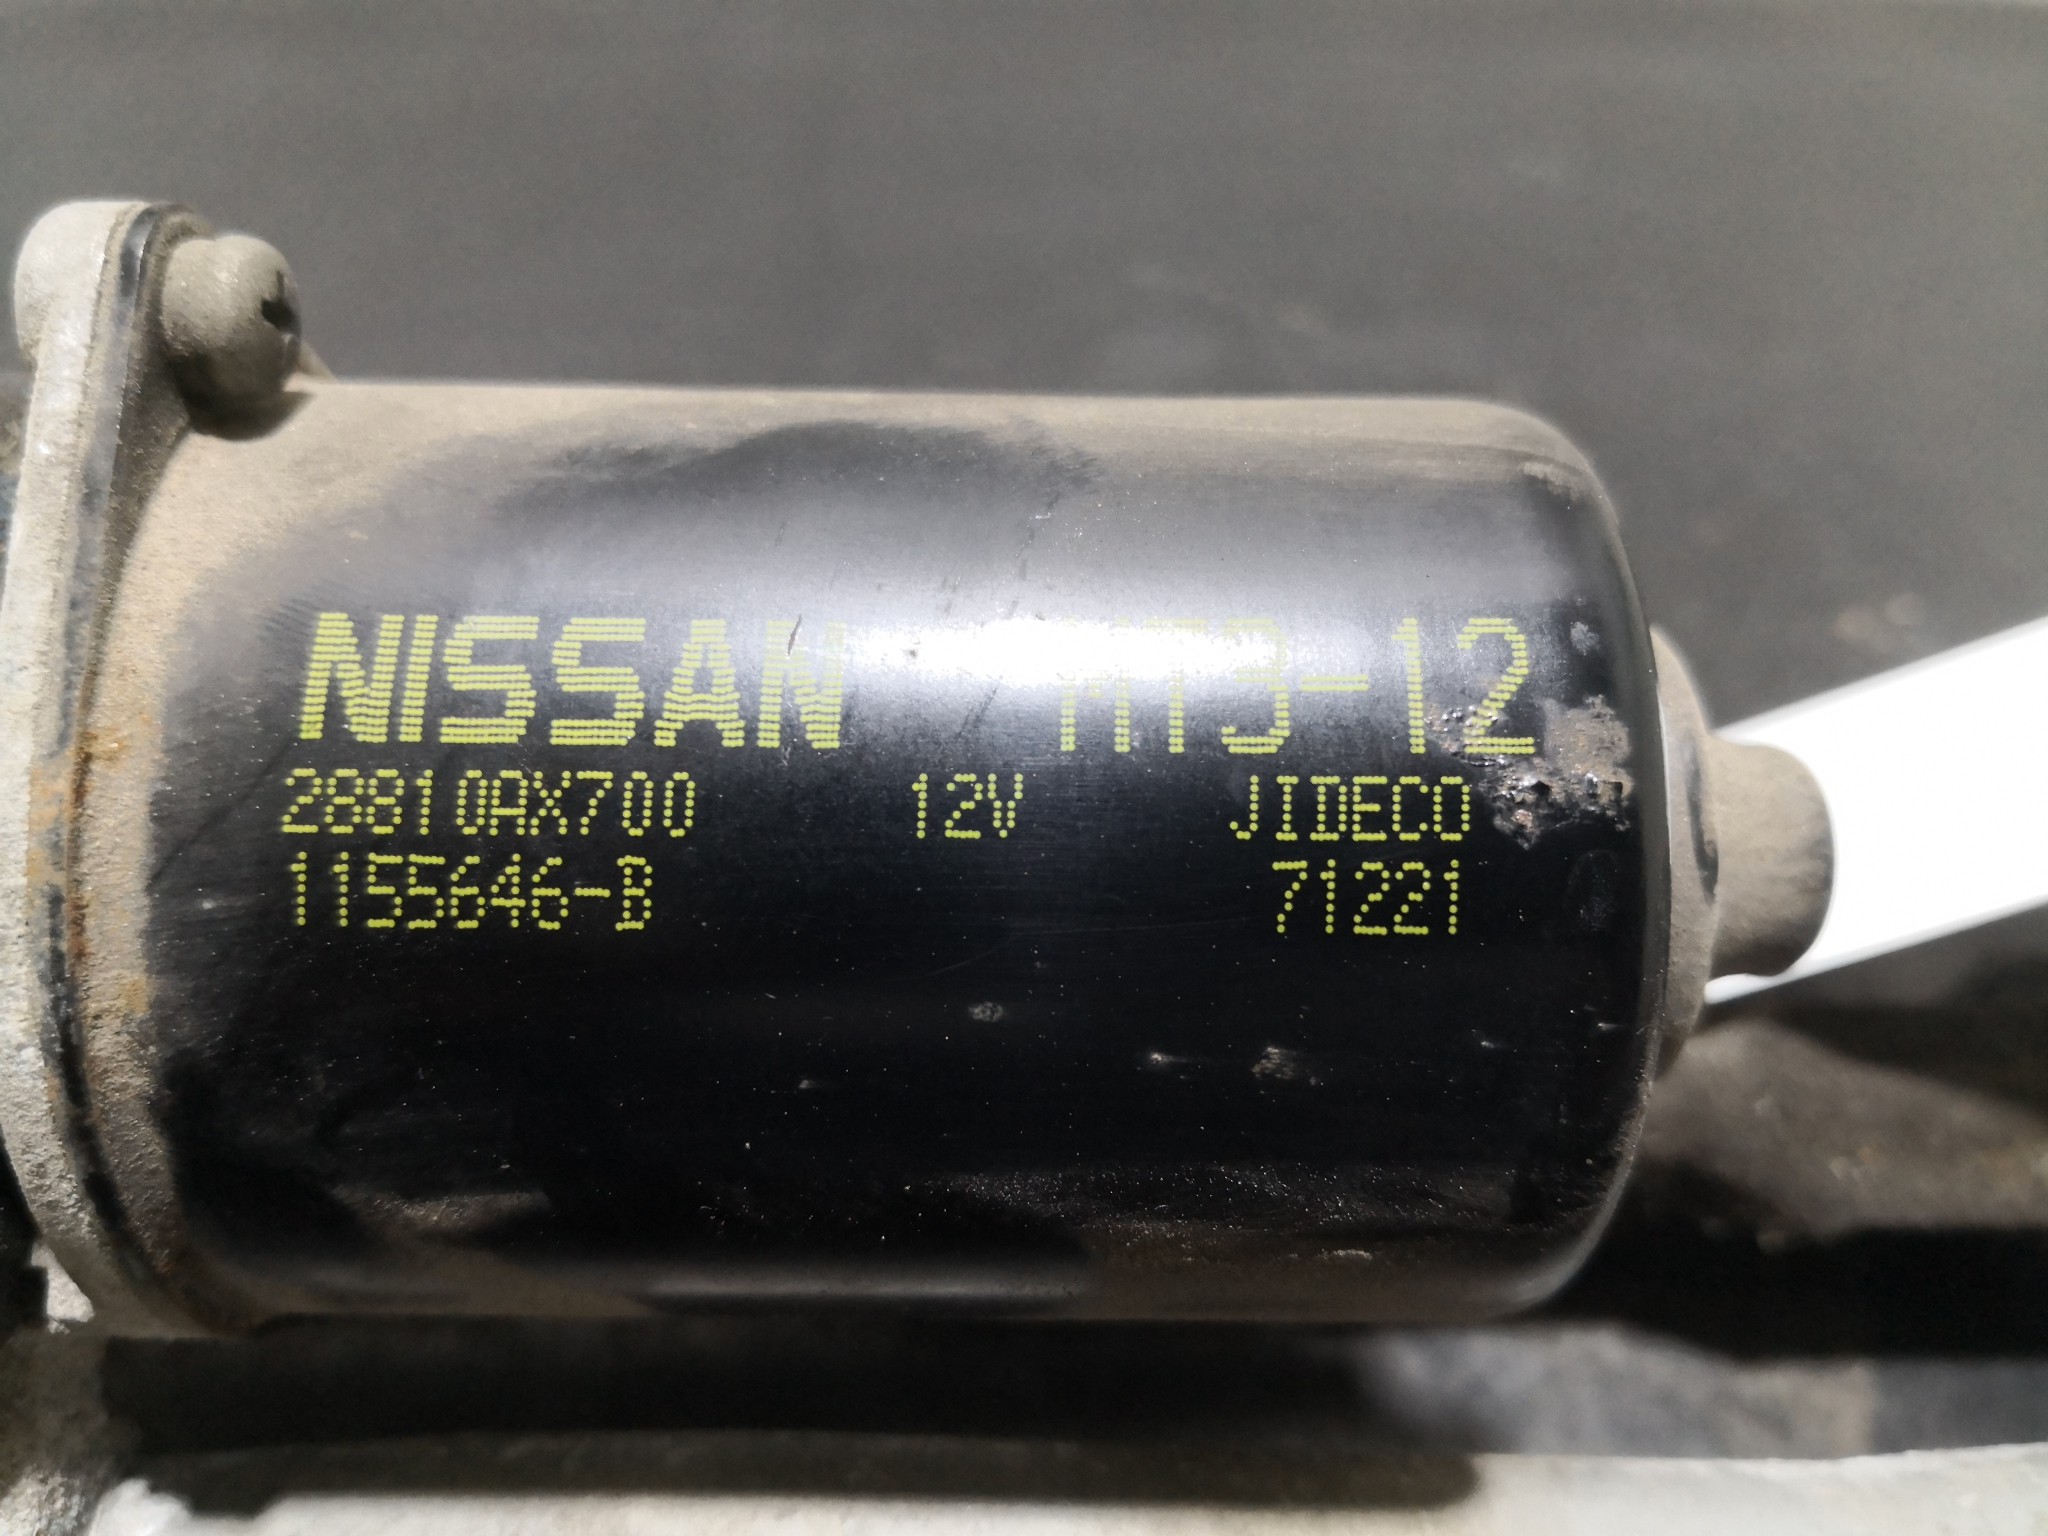 NISSAN MT3-12
28810AX700 12V JIDECO
1155646-B 71221